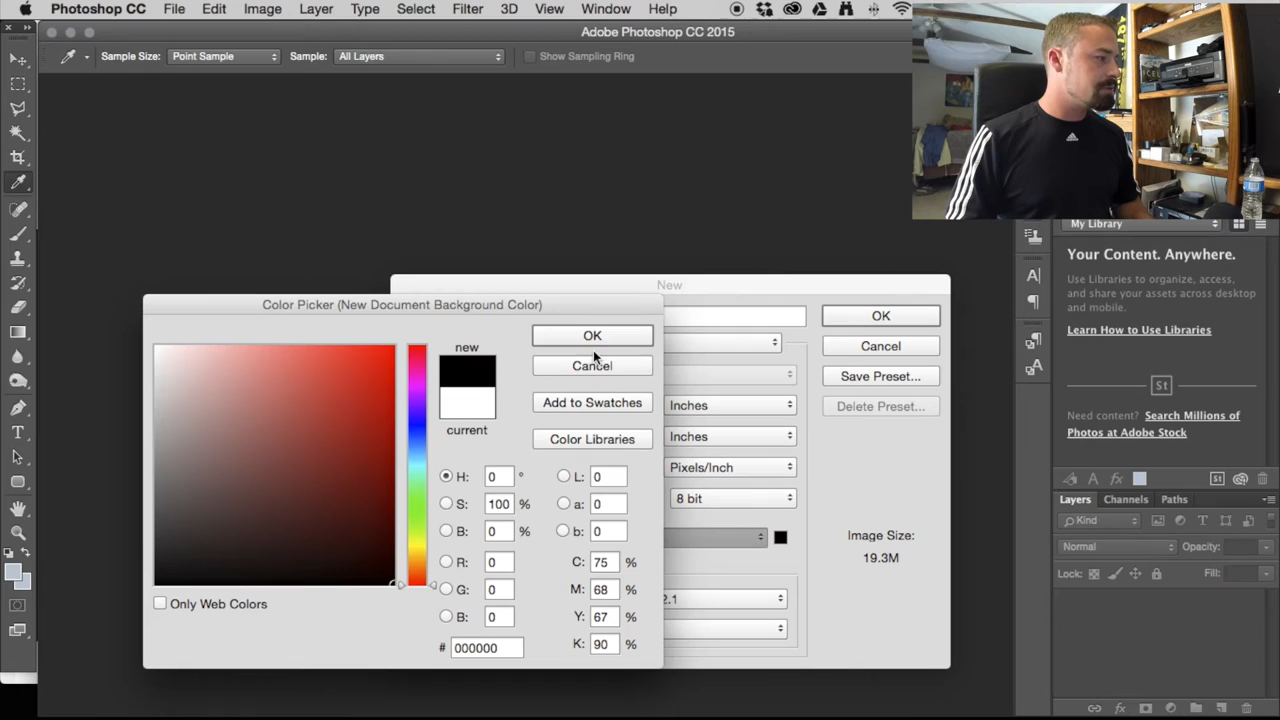 Photoshop CC File Edit Image Layer Type Select Filter 3D View Window Help
Adobe Photoshop CC 2015
Sample Size: Point Sample Sample: All Layers Show Sampling Ring
New
Color Picker (New Document Background Color)
OK
Cancel
Add to Swatches
Color Libraries
new
current
H: 0 °
S: 100 %
B: 0 %
R: 0
G: 0
B: 0
# 000000
L: 0
a: 0
b: 0
C: 75 %
M: 68 %
Y: 67 %
K: 90 %
Only Web Colors
Inches
Inches
Pixels/Inch
8 bit
2.1
OK
Cancel
Save Preset...
Delete Preset...
Image Size:
19.3M
My Library
Your Content. Anywhere.
Use Libraries to organize, access,
and share your assets across desktop
and mobile.
Learn How to Use Libraries
St
Need content? Search Millions of
Photos at Adobe Stock
St
Layers Channels Paths
Kind
Normal Opacity:
Lock: Fill: